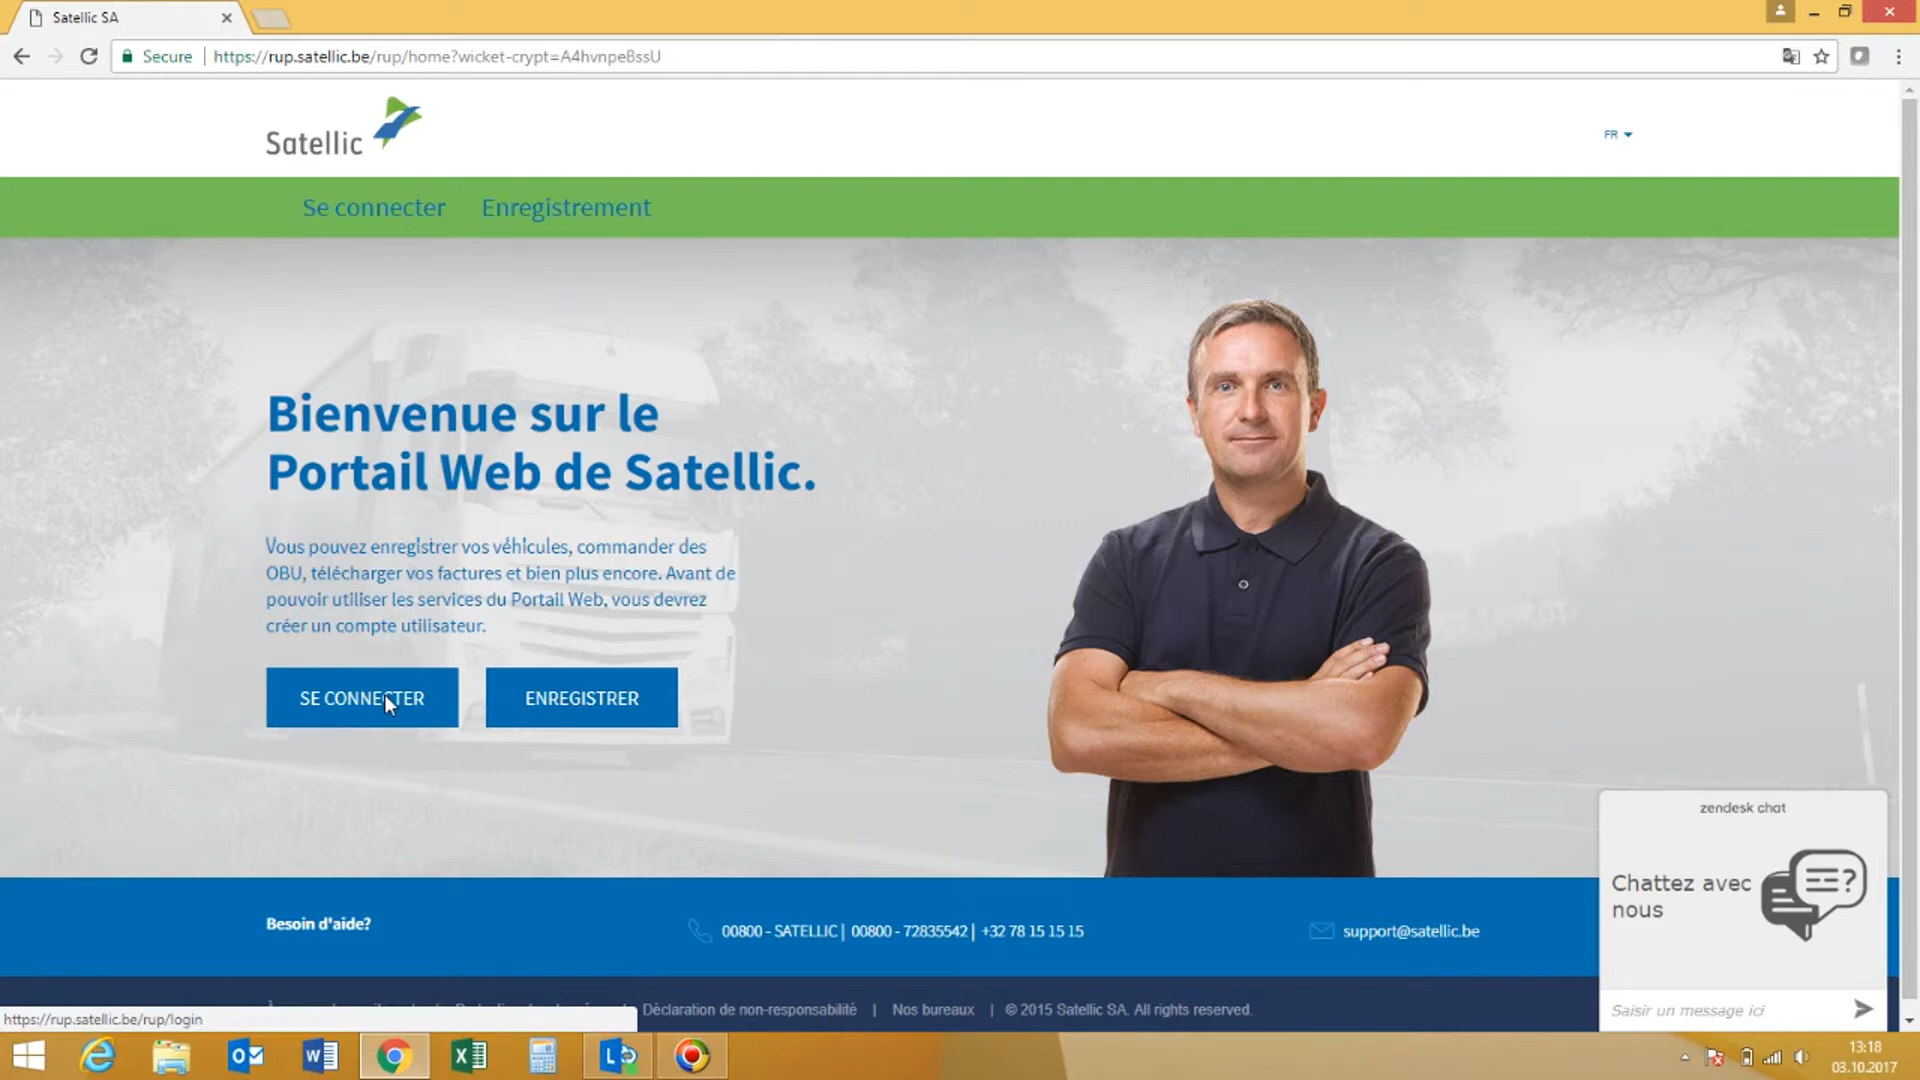 Satellic SA
Secure
https://rup.satellic.be/rup/home?wicket-crypt=A4hvnpeBssU
Satellic
FR
Se connecter Enregistrement
Bienvenue sur le
Portail Web de Satellic.
Vous pouvez enregistrer vos véhicules, commander des
OBU, télécharger vos factures et bien plus encore. Avant de
pouvoir utiliser les services du Portail Web, vous devrez
créer un compte utilisateur.
SE CONNECTER
ENREGISTRER
zendesk chat
Chattez avec
nous
Saisir un message ici
Besoin d'aide?
00800 - SATELLIC | 00800 - 72835542 | +32 78 15 15 15
support@satellic.be
Déclaration de non-responsabilité | Nos bureaux | © 2015 Satellic SA. All rights reserved.
https://rup.satellic.be/rup/login
13:18
03.10.2017